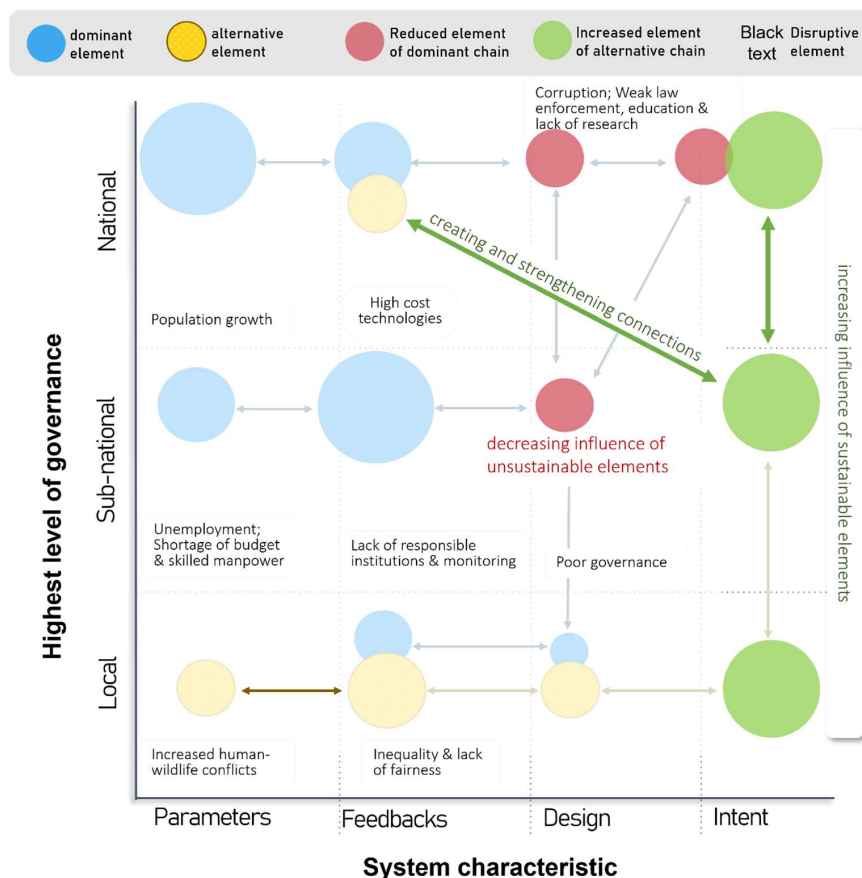 dominant
element
alternative
element
Reduced element
of dominant chain
Increased element
of alternative chain
Black
text
Disruptive
element
Corruption; Weak law
enforcement, education &
lack of research
National
creating and strengthening connections
Population growth
High cost
technologies
increasing influence of sustainable elements
Highest level of governance
Sub-national
decreasing influence of
unsustainable elements
Unemployment;
Shortage of budget
& skilled manpower
Lack of responsible
institutions & monitoring
Poor governance
Local
Increased human-
wildlife conflicts
Inequality & lack
of fairness
Parameters
Feedbacks
Design
Intent
System characteristic